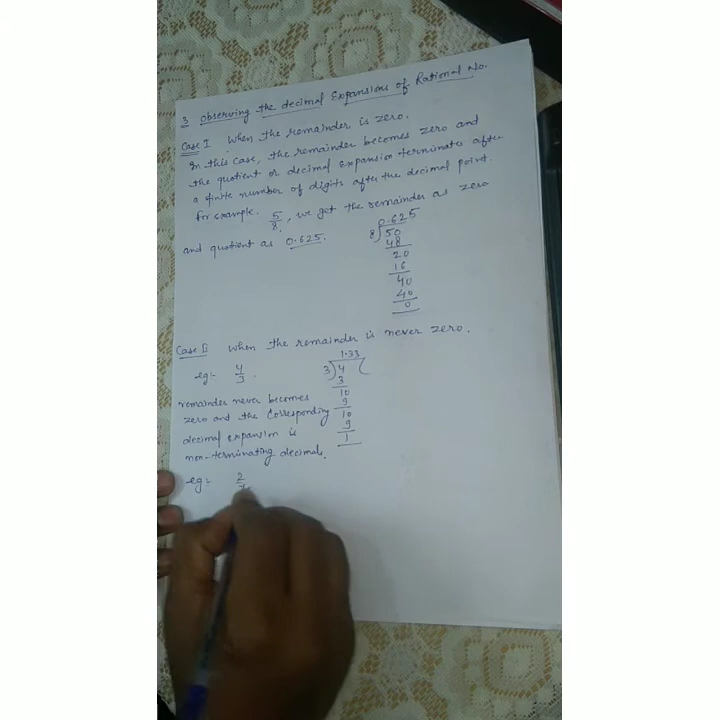 3 Observing the decimal Expansions of Rational No.
Case I When the remainder is zero.
In this case, the remainder becomes zero and
the quotient or decimal Expansion terminates after
a finite number of digits after the decimal point.
for example. 5/8, we get the remainder as zero
and quotient as 0.625.
0.625
8)50
48
20
16
40
40
0
Case II When the remainder is never zero.
eg:- 4/3
remainder never becomes
zero and the corresponding
decimal expansion is
non-terminating decimals.
1.33
3)4(
3
10
9
10
9
1
eg:- 2